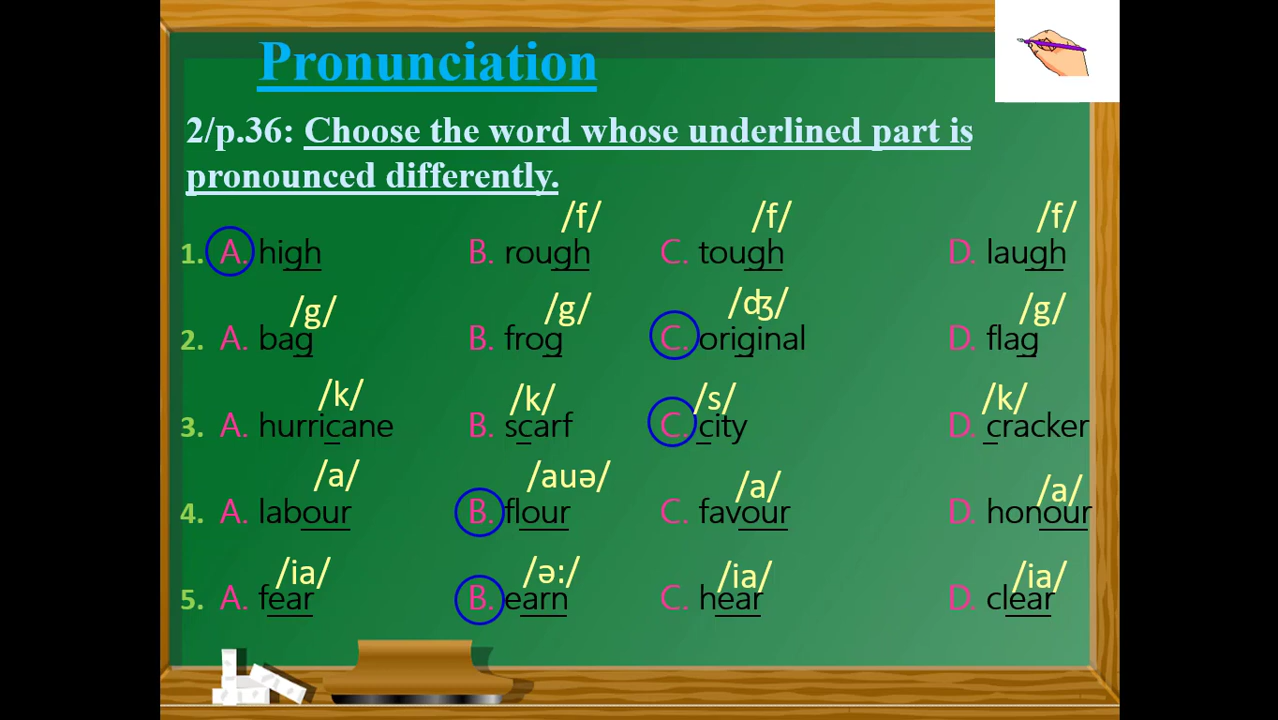 Pronunciation
2/p.36: Choose the word whose underlined part is
pronounced differently.
/f/ /f/ /f/
1. A. high B. rough C. tough D. laugh
/g/ /g/ /ʤ/ /g/
2. A. bag B. frog C. original D. flag
/k/ /k/ /s/ /k/
3. A. hurricane B. scarf C. city D. cracker
/a/ /auə/ /a/ /a/
4. A. labour B. flour C. favour D. honour
/ia/ /ə:/ /ia/ /ia/
5. A. fear B. earn C. hear D. clear